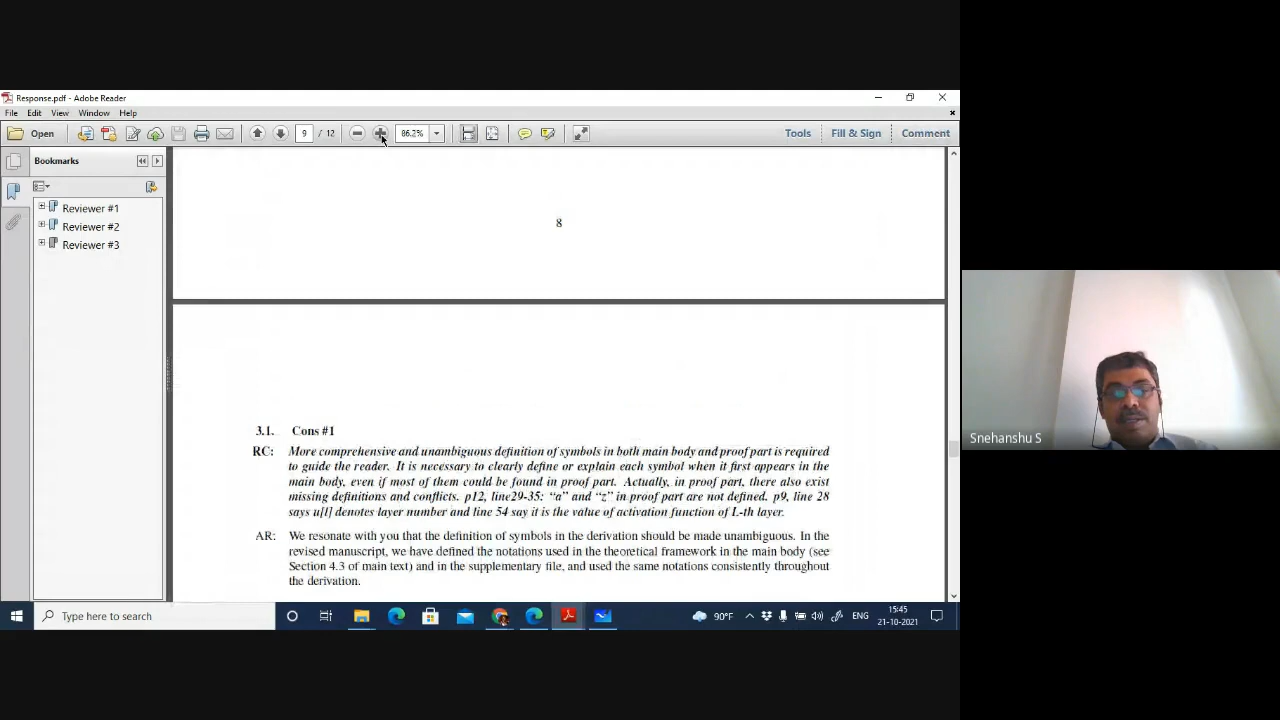 Response.pdf - Adobe Reader
File Edit View Window Help
Open 9 / 12 86.2% Tools Fill & Sign Comment
Bookmarks
Reviewer #1
Reviewer #2
Reviewer #3
8
3.1. Cons #1
RC: More comprehensive and unambiguous definition of symbols in both main body and proof part is required
to guide the reader. It is necessary to clearly define or explain each symbol when it first appears in the
main body, even if most of them could be found in proof part. Actually, in proof part, there also exist
missing definitions and conflicts. p12, line29-35: “a” and “z” in proof part are not defined. p9, line 28
says u[l] denotes layer number and line 54 say it is the value of activation function of L-th layer.
AR: We resonate with you that the definition of symbols in the derivation should be made unambiguous. In the
revised manuscript, we have defined the notations used in the theoretical framework in the main body (see
Section 4.3 of main text) and in the supplementary file, and used the same notations consistently throughout
the derivation.
Snehanshu S
Type here to search
90°F ENG 15:45
21-10-2021